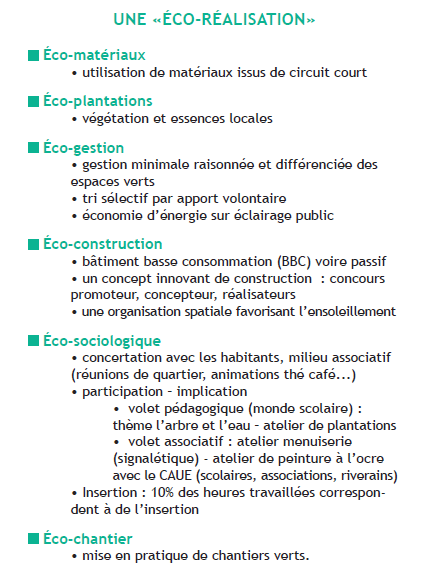 UNE «ÉCO-RÉALISATION»
Éco-matériaux
• utilisation de matériaux issus de circuit court
Éco-plantations
• végétation et essences locales
Éco-gestion
• gestion minimale raisonnée et différenciée des
espaces verts
• tri sélectif par apport volontaire
• économie d’énergie sur éclairage public
Éco-construction
• bâtiment basse consommation (BBC) voire passif
• un concept innovant de construction : concours
promoteur, concepteur, réalisateurs
• une organisation spatiale favorisant l’ensoleillement
Éco-sociologique
• concertation avec les habitants, milieu associatif
(réunions de quartier, animations thé café...)
• participation – implication
• volet pédagogique (monde scolaire) :
thème l’arbre et l’eau – atelier de plantations
• volet associatif : atelier menuiserie
(signalétique) - atelier de peinture à l’ocre
avec le CAUE (scolaires, associations, riverains)
• Insertion : 10% des heures travaillées correspon-
dent à de l’insertion
Éco-chantier
• mise en pratique de chantiers verts.